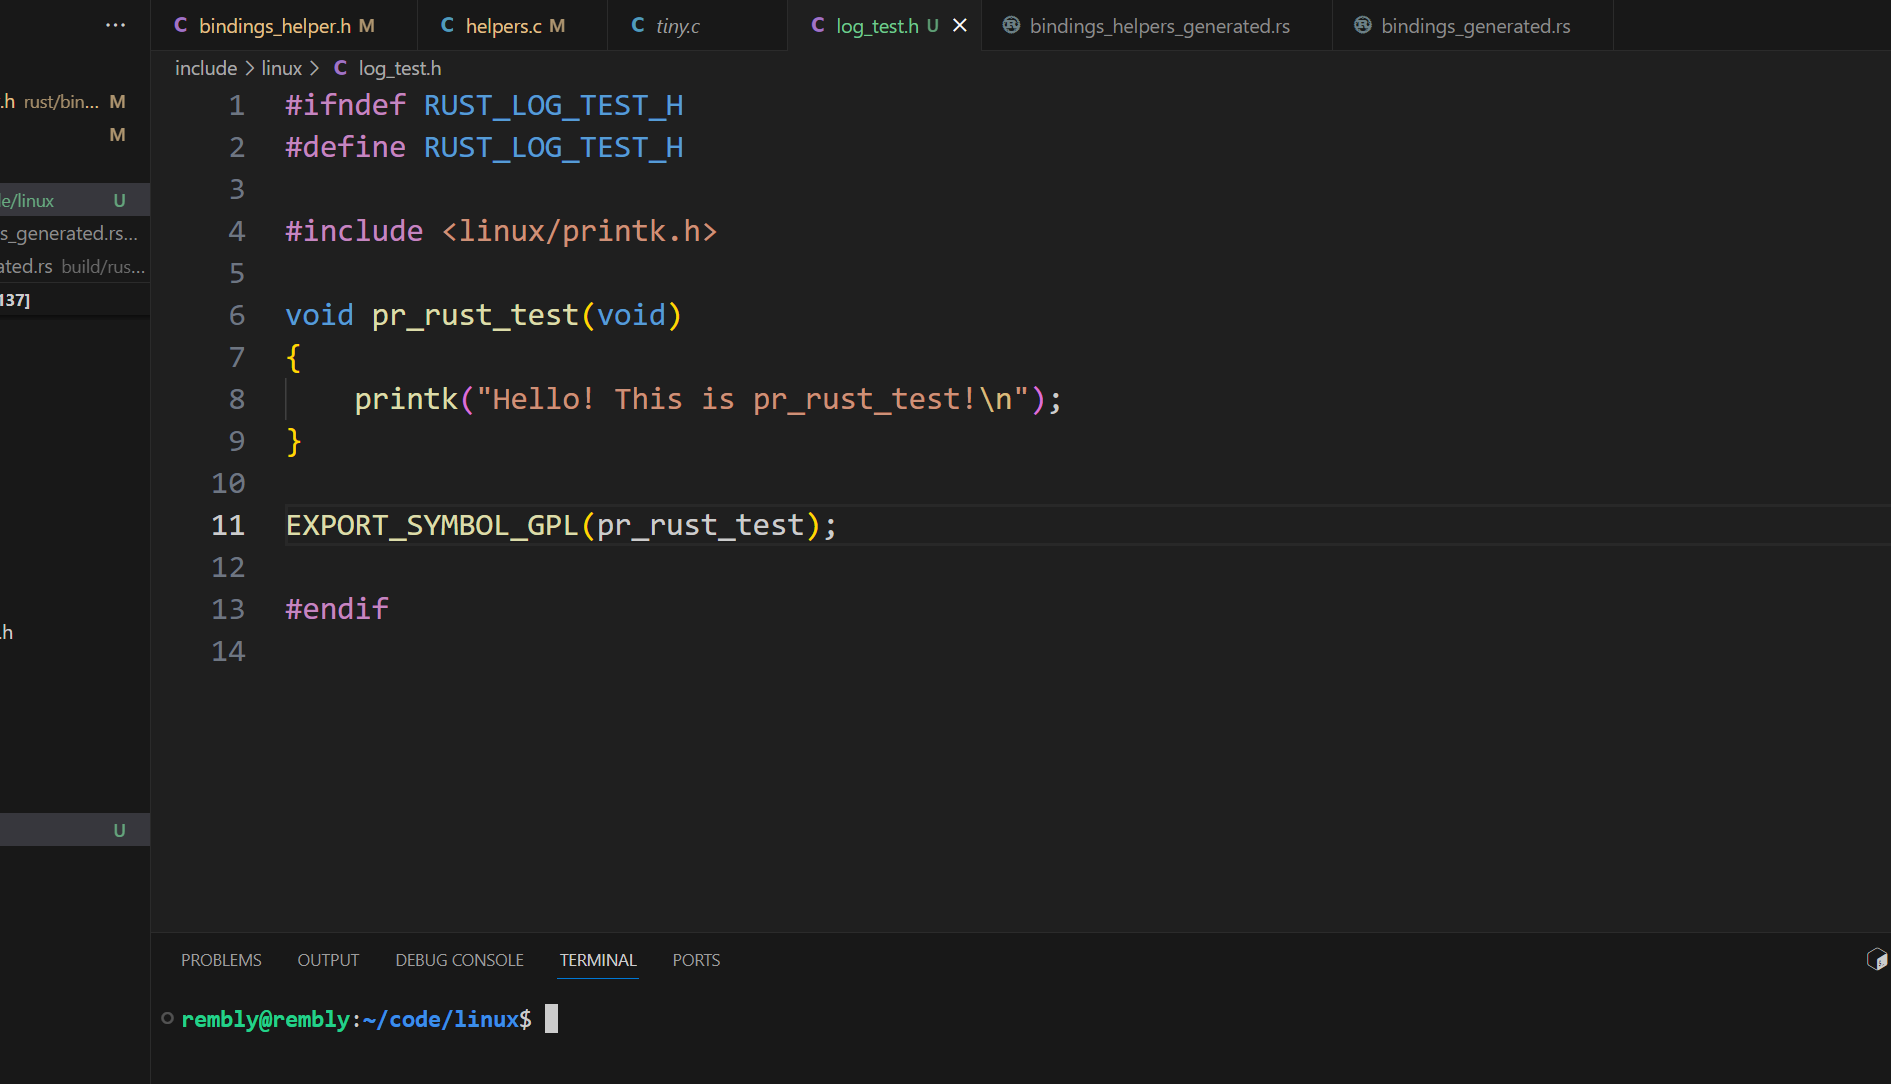 ···
C bindings_helper.h M
C helpers.c M
C tiny.c
C log_test.h U
bindings_helpers_generated.rs
bindings_generated.rs
include > linux > C log_test.h
.h rust/bin... M
M
e/linux U
s_generated.rs...
ated.rs build/rus...
137]
.h
U
1 #ifndef RUST_LOG_TEST_H
2 #define RUST_LOG_TEST_H
3
4 #include <linux/printk.h>
5
6 void pr_rust_test(void)
7 {
8     printk("Hello! This is pr_rust_test!\n");
9 }
10
11 EXPORT_SYMBOL_GPL(pr_rust_test);
12
13 #endif
14
PROBLEMS OUTPUT DEBUG CONSOLE TERMINAL PORTS
rembly@rembly:~/code/linux$